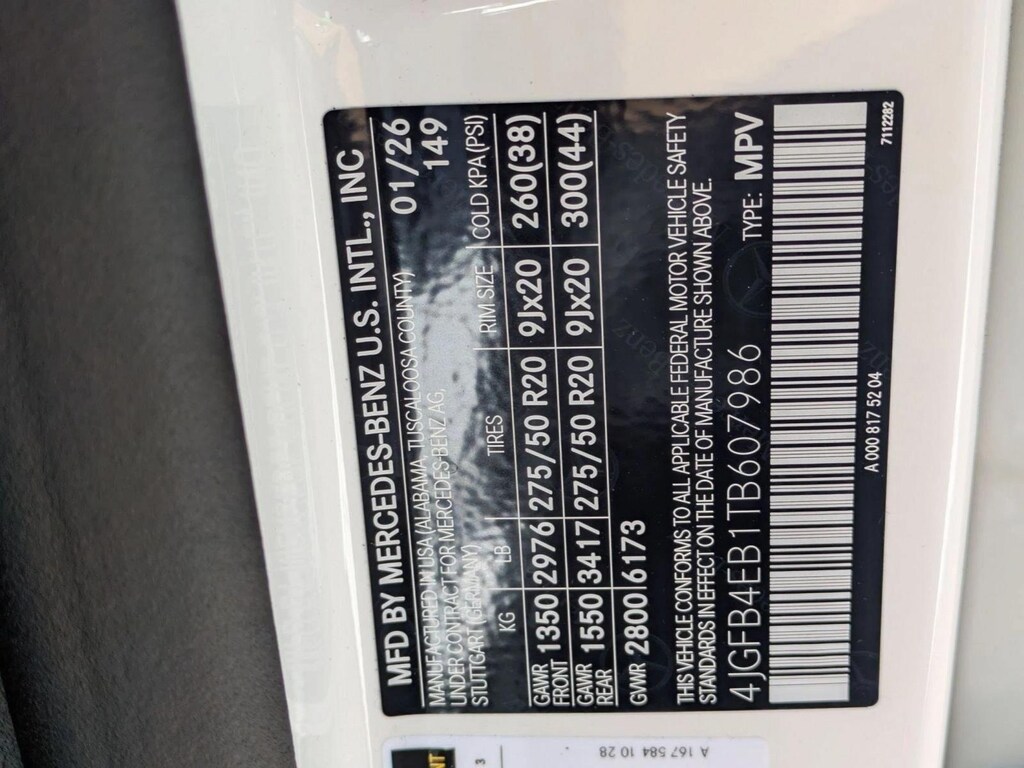 MFD BY MERCEDES-BENZ U.S. INTL., INC
MANUFACTURED IN USA (ALABAMA, TUSCALOOSA COUNTY) 01/26
UNDER CONTRACT FOR MERCEDES-BENZ AG, 149
STUTTGART (GERMANY)
KG LB TIRES RIM SIZE COLD KPA (PSI)
GAWR FRONT 1350 2976 275/50 R20 9Jx20 260(38)
GAWR REAR 1550 3417 275/50 R20 9Jx20 300(44)
GVWR 2800 6173
THIS VEHICLE CONFORMS TO ALL APPLICABLE FEDERAL MOTOR VEHICLE SAFETY
STANDARDS IN EFFECT ON THE DATE OF MANUFACTURE SHOWN ABOVE.
4JGFB4EB1TB607986 TYPE: MPV
A 000 817 52 04 7112282
A 167 584 10 28
3
NT